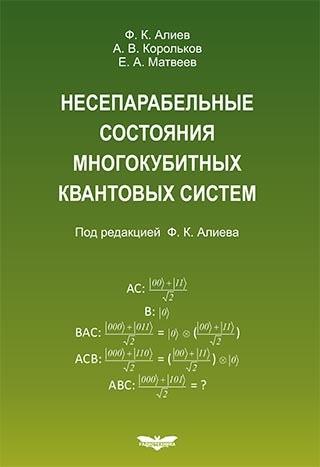 Ф. К. Алиев
А. В. Корольков
Е. А. Матвеев
НЕСЕПАРАБЕЛЬНЫЕ
СОСТОЯНИЯ
МНОГОКУБИТНЫХ
КВАНТОВЫХ СИСТЕМ
Под редакцией Ф. К. Алиева
AC: |00⟩+|11⟩/√2
B: |0⟩
BAC: |000⟩+|011⟩/√2 = |0⟩ ⊗ (|00⟩+|11⟩/√2)
ACB: |000⟩+|110⟩/√2 = (|00⟩+|11⟩/√2) ⊗ |0⟩
ABC: |000⟩+|101⟩/√2 = ?
РАДИОТЕХНИКА